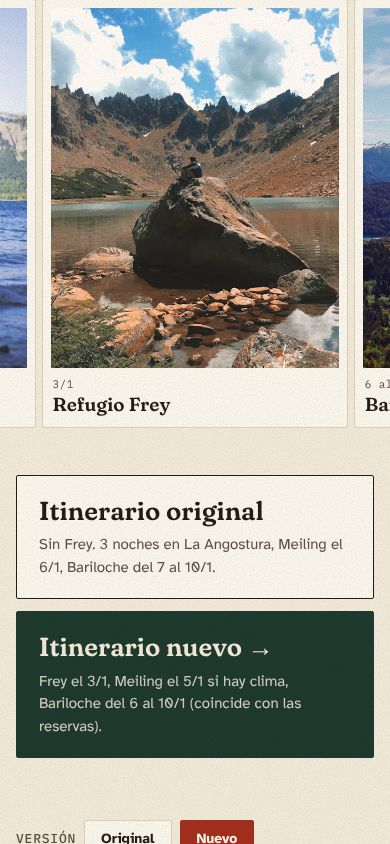 3/1
6 al
Refugio Frey
Itinerario original
Sin Frey. 3 noches en La Angostura, Meiling el
6/1, Bariloche del 7 al 10/1.
Itinerario nuevo →
Frey el 3/1, Meiling el 5/1 si hay clima,
Bariloche del 6 al 10/1 (coincide con las
reservas).
VERSIÓN
Original
Nuevo